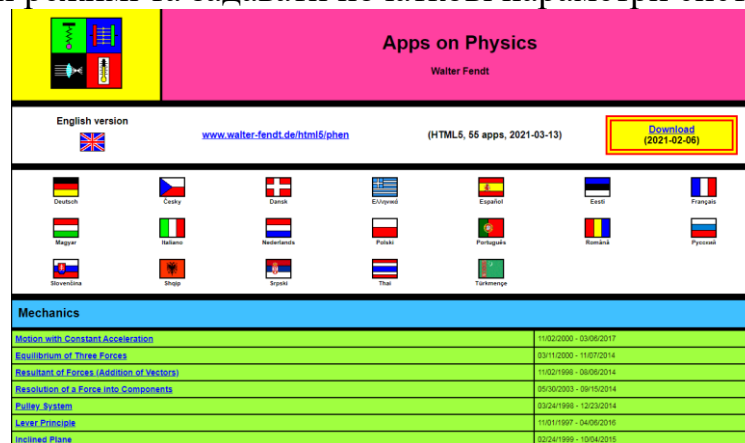 Apps on Physics
Walter Fendt
English version
www.walter-fendt.de/html5/phen
(HTML5, 55 apps, 2021-03-13)
Download
(2021-02-06)
Deutsch Česky Dansk Ελληνικά Español Eesti Français
Magyar Italiano Nederlands Polski Português Română Русский
Slovenčina Shqip Srpski Thai Türkmençe
Mechanics
Motion with Constant Acceleration 11/02/2000 - 03/06/2017
Equilibrium of Three Forces 03/11/2000 - 11/07/2014
Resultant of Forces (Addition of Vectors) 11/02/1998 - 08/06/2014
Resolution of a Force into Components 05/30/2003 - 09/15/2014
Pulley System 03/24/1998 - 12/23/2014
Lever Principle 11/01/1997 - 04/06/2016
Inclined Plane 02/24/1999 - 10/04/2015